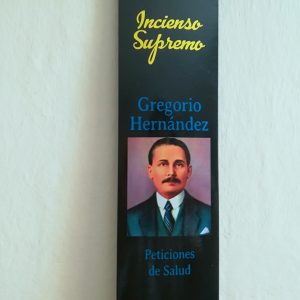 Incienso
Supremo
Gregorio
Hernández
Peticiones
de Salud